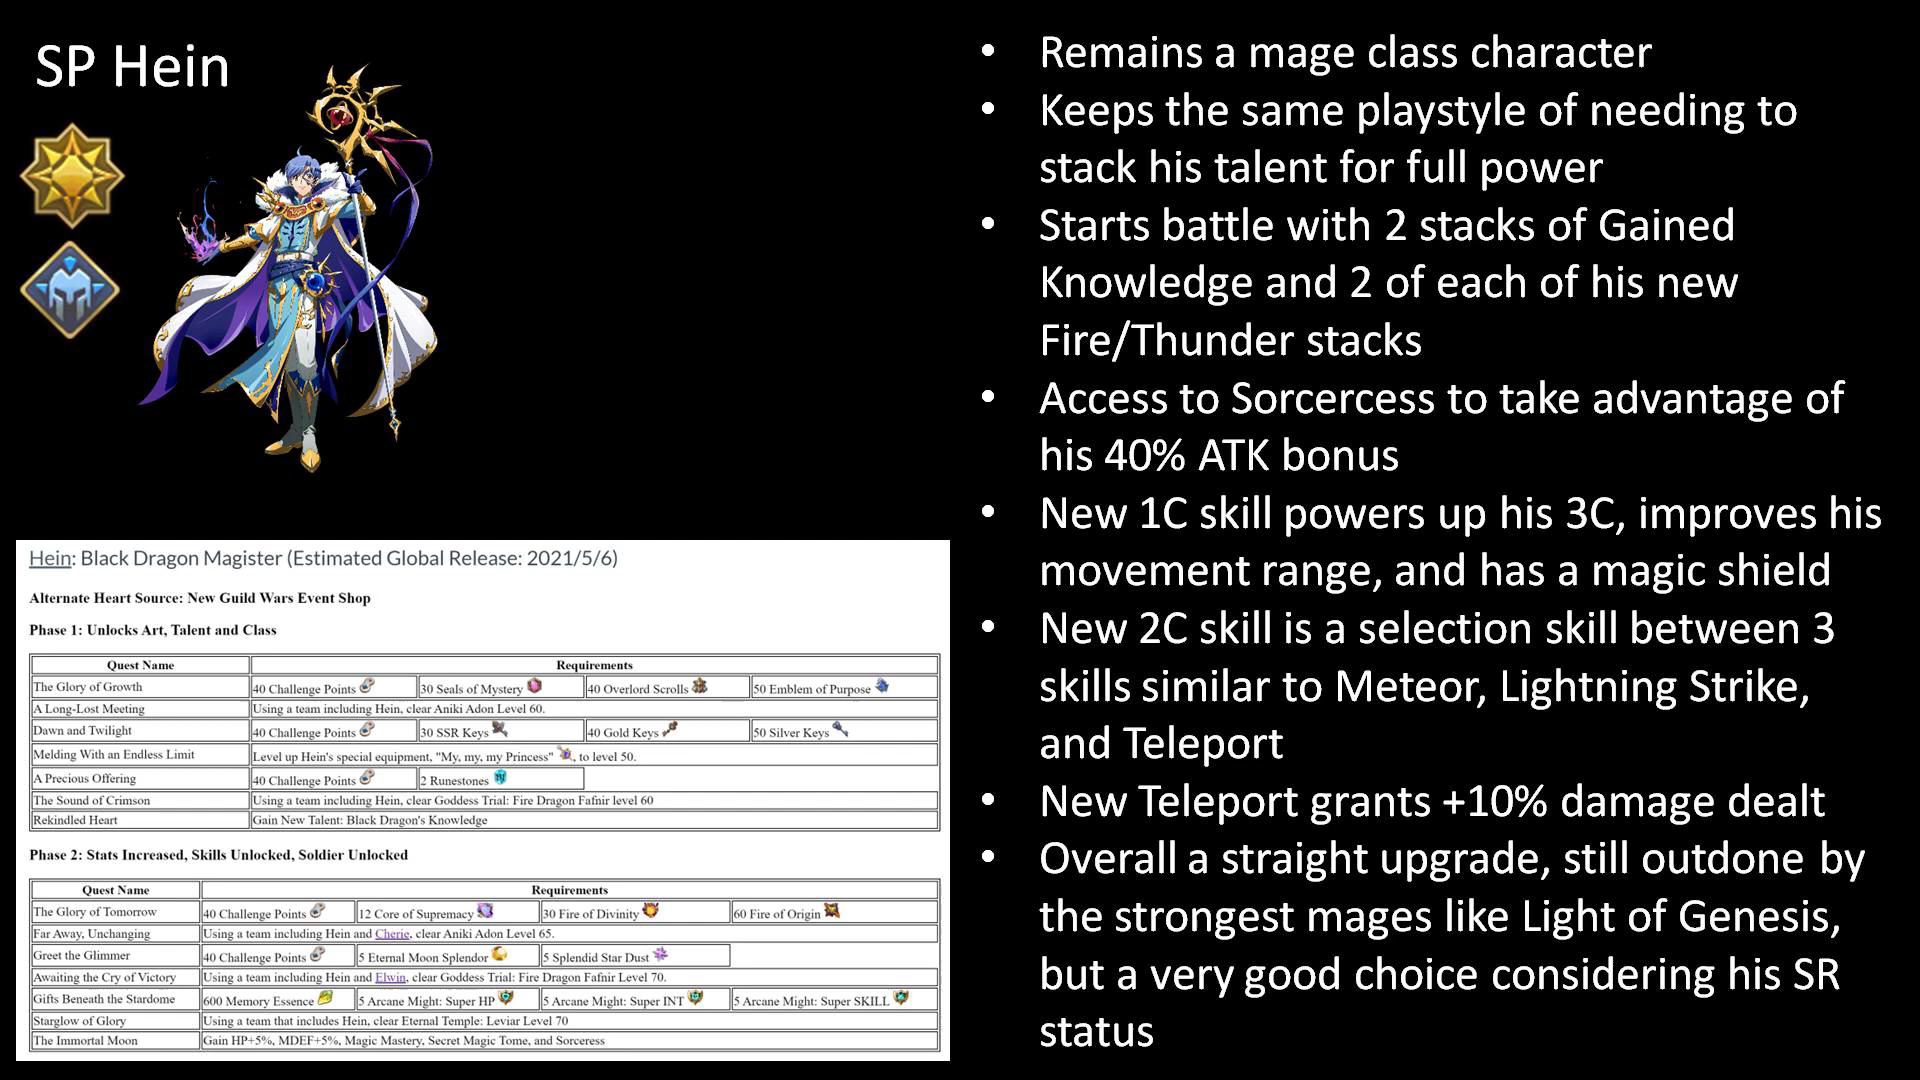 SP Hein
• Remains a mage class character
• Keeps the same playstyle of needing to
stack his talent for full power
• Starts battle with 2 stacks of Gained
Knowledge and 2 of each of his new
Fire/Thunder stacks
• Access to Sorcercess to take advantage of
his 40% ATK bonus
• New 1C skill powers up his 3C, improves his
movement range, and has a magic shield
• New 2C skill is a selection skill between 3
skills similar to Meteor, Lightning Strike,
and Teleport
• New Teleport grants +10% damage dealt
• Overall a straight upgrade, still outdone by
the strongest mages like Light of Genesis,
but a very good choice considering his SR
status
Hein: Black Dragon Magister (Estimated Global Release: 2021/5/6)
Alternate Heart Source: New Guild Wars Event Shop
Phase 1: Unlocks Art, Talent and Class
Quest Name Requirements
The Glory of Growth 40 Challenge Points 30 Seals of Mystery 40 Overlord Scrolls 50 Emblem of Purpose
A Long-Lost Meeting Using a team including Hein, clear Aniki Adon Level 60.
Dawn and Twilight 40 Challenge Points 30 SSR Keys 40 Gold Keys 50 Silver Keys
Melding With an Endless Limit Level up Hein's special equipment, "My, my, my Princess" , to level 50.
A Precious Offering 40 Challenge Points 2 Runestones
The Sound of Crimson Using a team including Hein, clear Goddess Trial: Fire Dragon Fafnir level 60
Rekindled Heart Gain New Talent: Black Dragon's Knowledge
Phase 2: Stats Increased, Skills Unlocked, Soldier Unlocked
Quest Name Requirements
The Glory of Tomorrow 40 Challenge Points 12 Core of Supremacy 30 Fire of Divinity 60 Fire of Origin
Far Away, Unchanging Using a team including Hein and Cherie, clear Aniki Adon Level 65.
Greet the Glimmer 40 Challenge Points 5 Eternal Moon Splendor 5 Splendid Star Dust
Awaiting the Cry of Victory Using a team including Hein and Elwin, clear Goddess Trial: Fire Dragon Fafnir Level 70.
Gifts Beneath the Stardome 600 Memory Essence 5 Arcane Might: Super HP 5 Arcane Might: Super INT 5 Arcane Might: Super SKILL
Starglow of Glory Using a team that includes Hein, clear Eternal Temple: Leviar Level 70
The Immortal Moon Gain HP+5%, MDEF+5%, Magic Mastery, Secret Magic Tome, and Sorceress